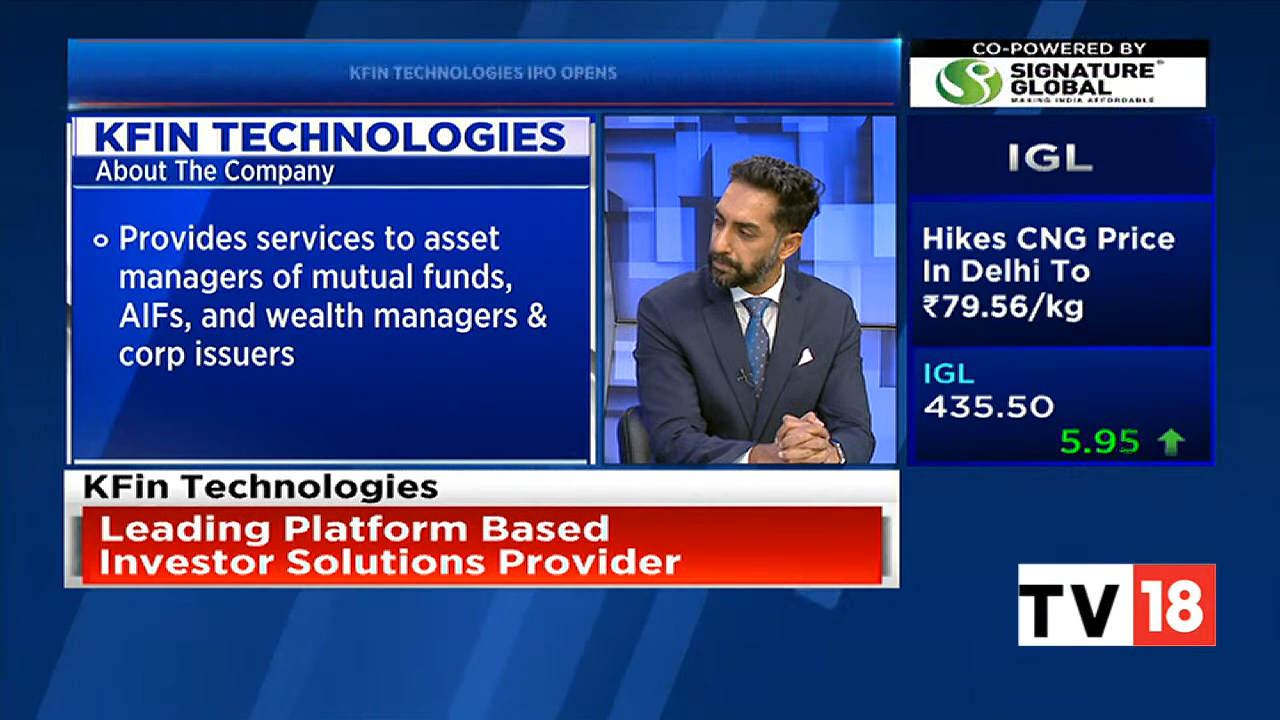 KFIN TECHNOLOGIES IPO OPENS
KFIN TECHNOLOGIES
About The Company
Provides services to asset
managers of mutual funds,
AIFs, and wealth managers &
corp issuers
KFin Technologies
Leading Platform Based
Investor Solutions Provider
CO-POWERED BY
SIGNATURE
GLOBAL
MAKING INDIA AFFORDABLE
IGL
Hikes CNG Price
In Delhi To
₹79.56/kg
IGL
435.50
5.95
TV18